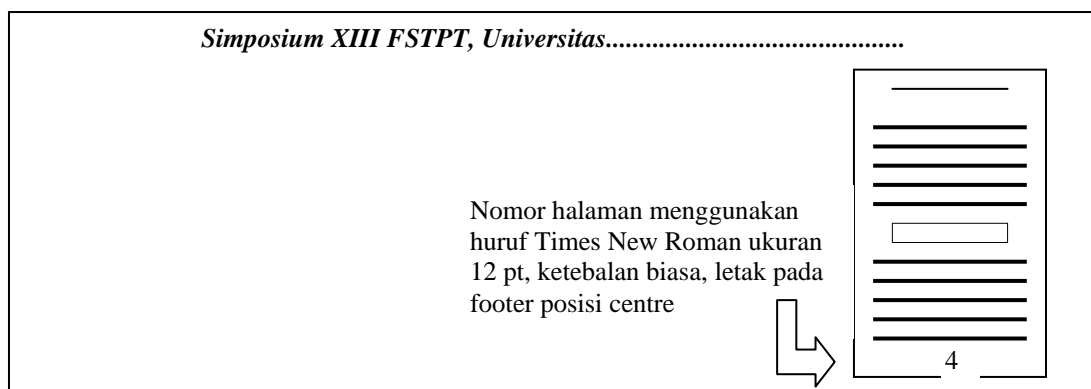 Simposium XIII FSTPT, Universitas.............................................
Nomor halaman menggunakan
huruf Times New Roman ukuran
12 pt, ketebalan biasa, letak pada
footer posisi centre
4